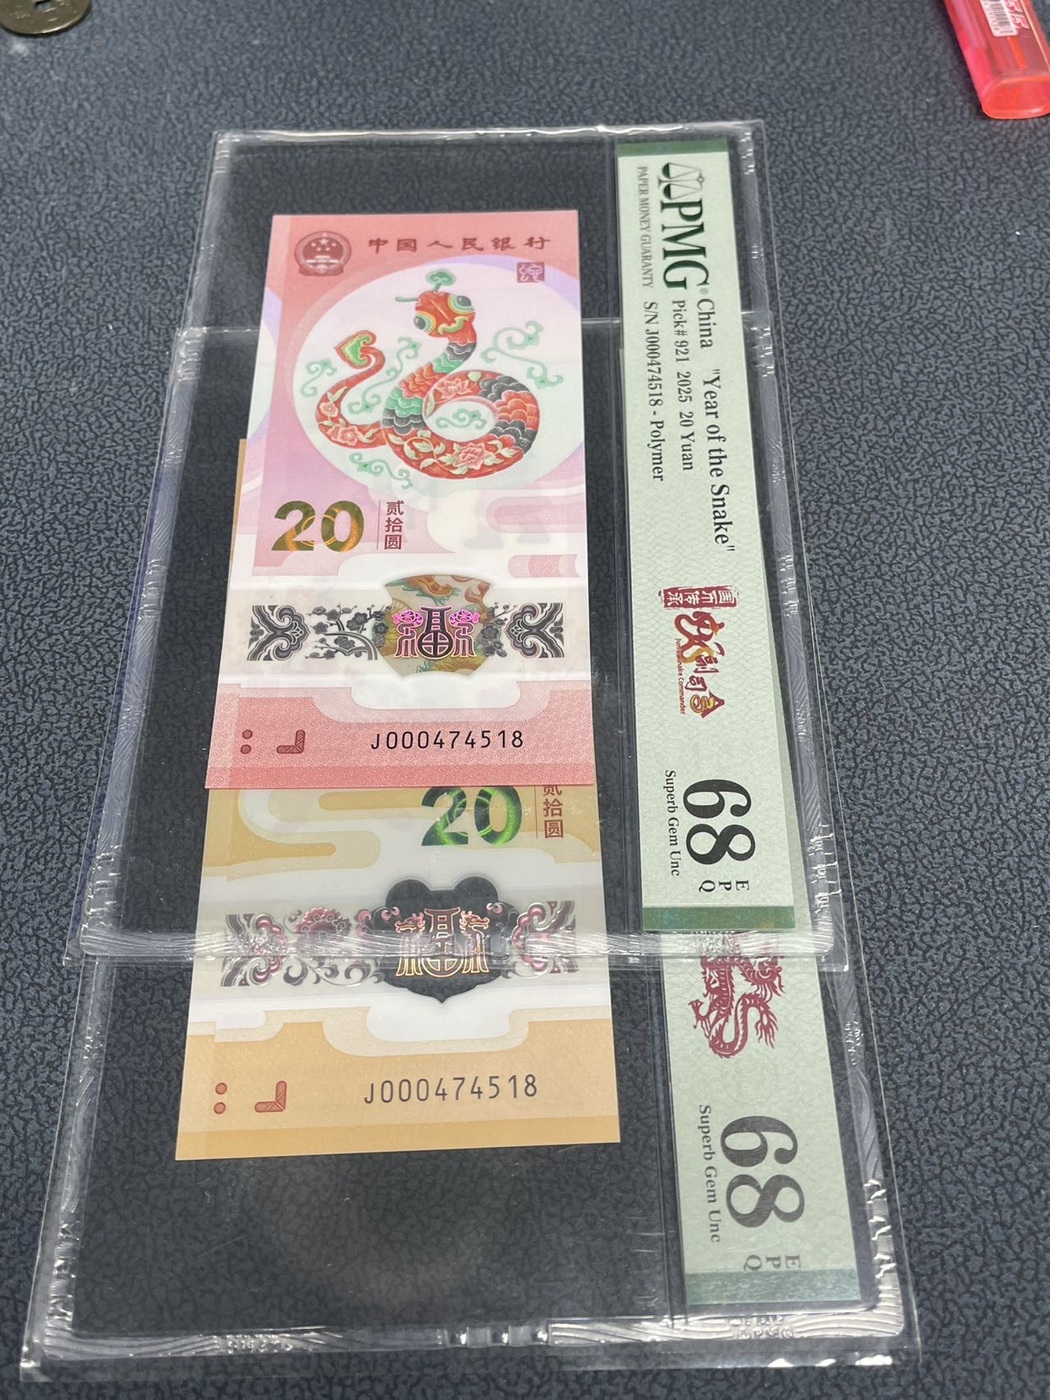 中国人民银行
20
贰拾圆
福
J000474518
PMG
PAPER MONEY GUARANTY
China "Year of the Snake"
Pick# 921 2025 20 Yuan
S/N J000474518 - Polymer
68
EPQ
Superb Gem Unc
20
贰拾圆
福
J000474518
68
EPQ
Superb Gem Unc